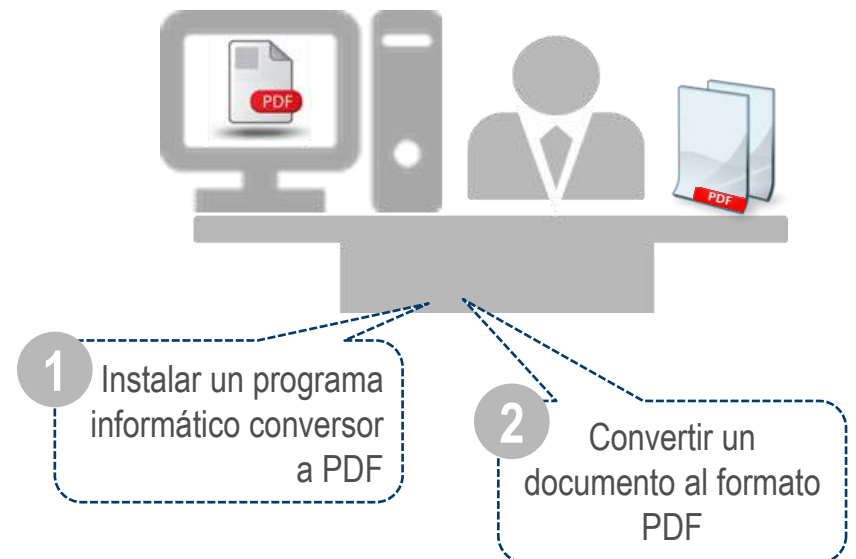 PDF
PDF
1
Instalar un programa
informático conversor
a PDF
2
Convertir un
documento al formato
PDF